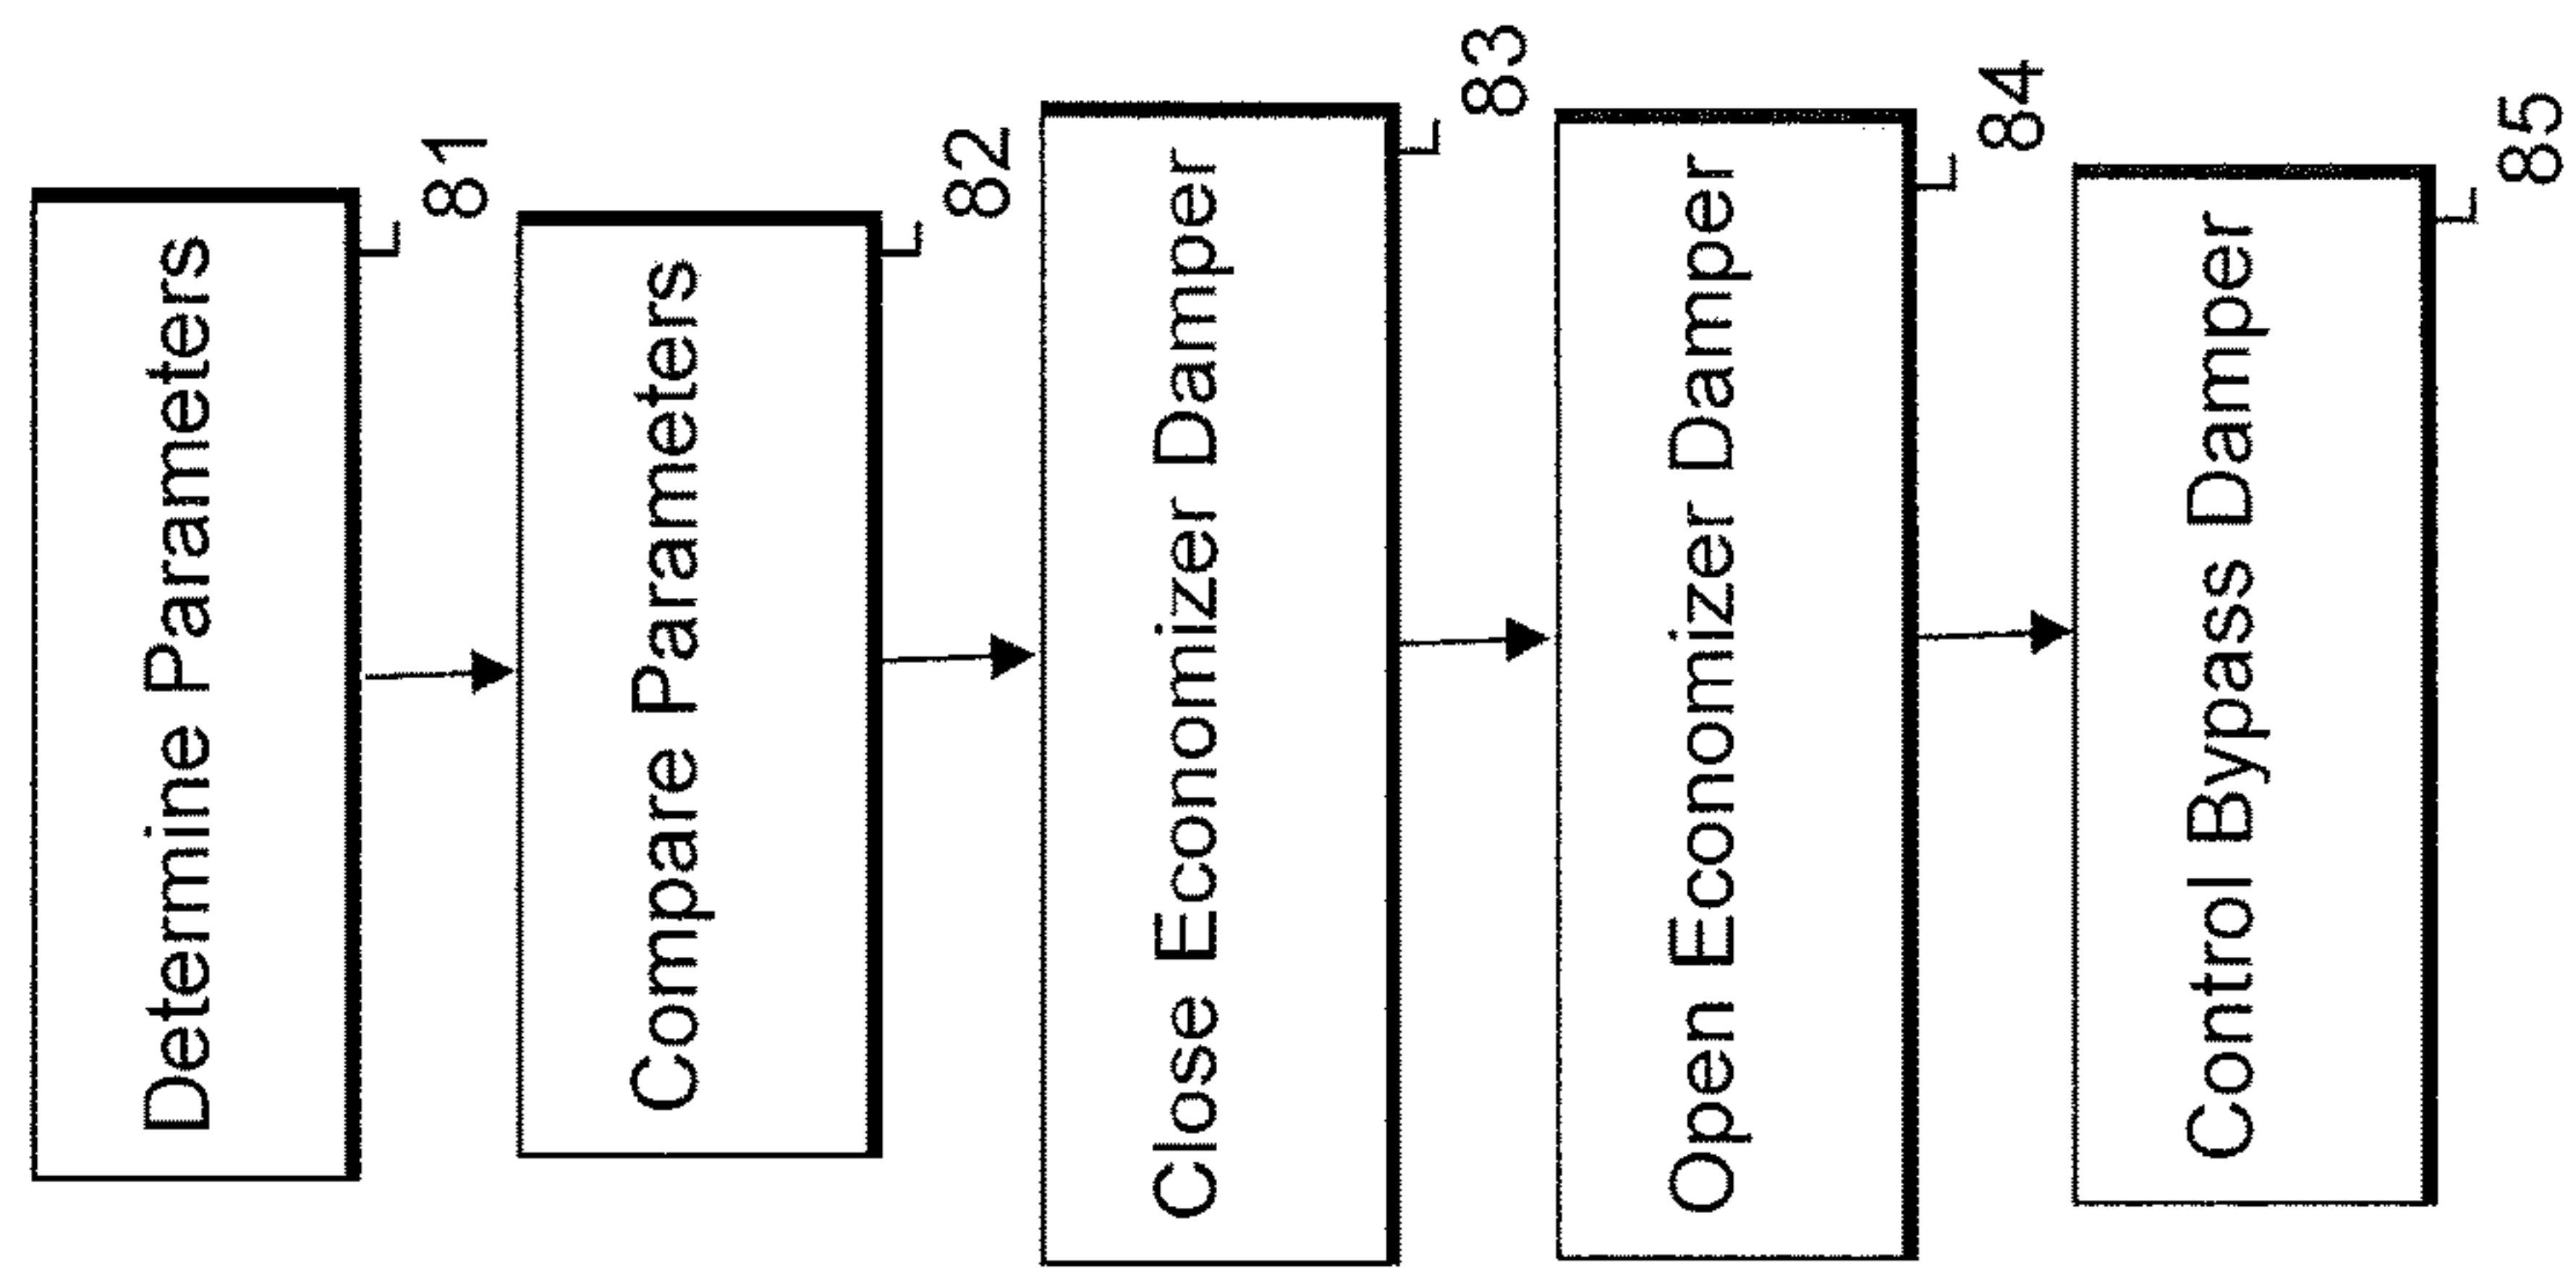 Determine Parameters
81
Compare Parameters
82
Close Economizer Damper
83
Open Economizer Damper
84
Control Bypass Damper
85